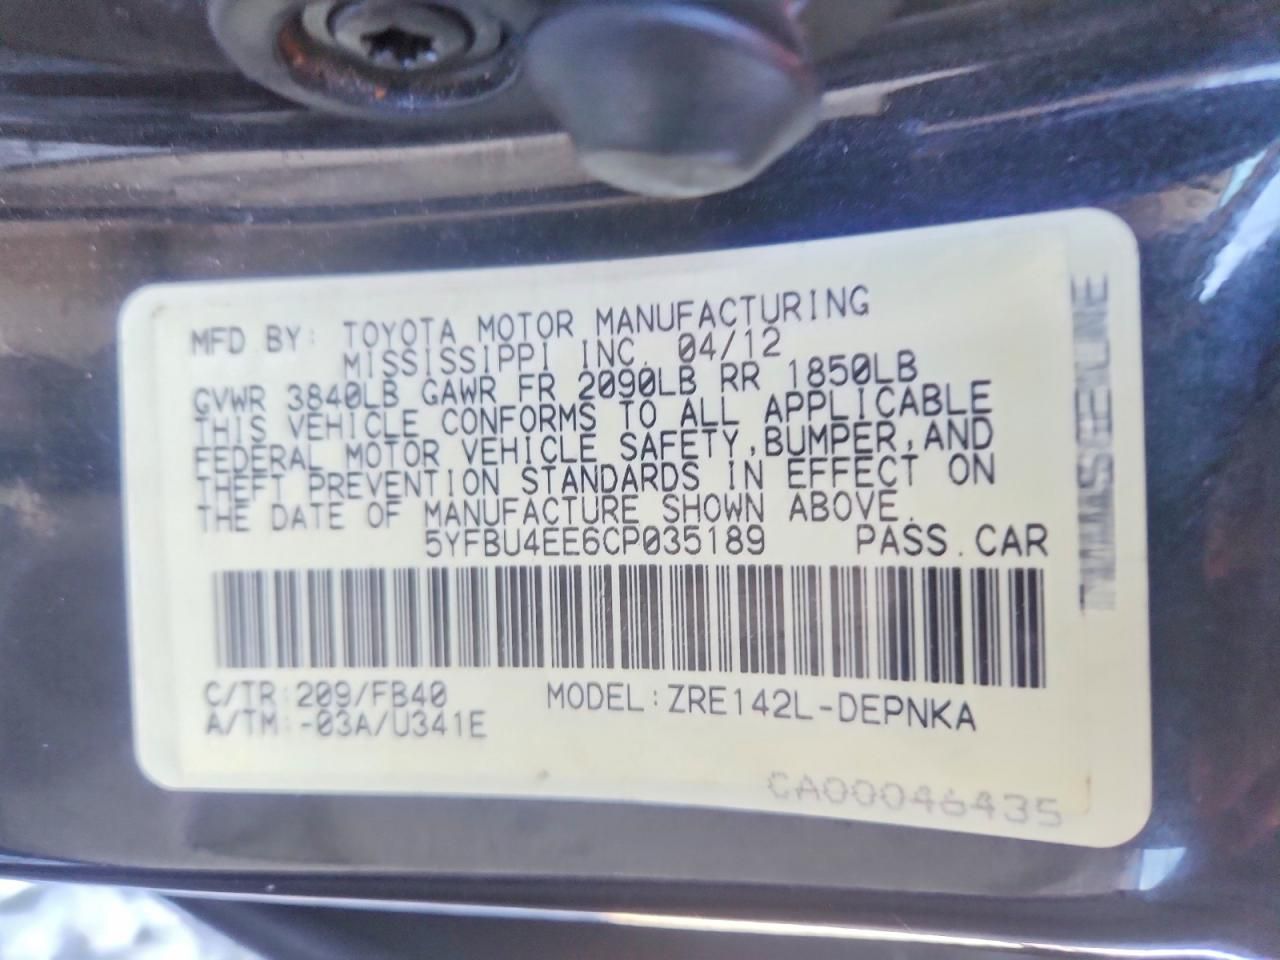 MFD BY: TOYOTA MOTOR MANUFACTURING
MISSISSIPPI INC. 04/12
GVWR 3840LB GAWR FR 2090LB RR 1850LB
THIS VEHICLE CONFORMS TO ALL APPLICABLE
FEDERAL MOTOR VEHICLE SAFETY,BUMPER,AND
THEFT PREVENTION STANDARDS IN EFFECT ON
THE DATE OF MANUFACTURE SHOWN ABOVE.
5YFBU4EE6CP035189 PASS.CAR
C/TR:209/FB40 MODEL:ZRE142L-DEPNKA
A/TM:-03A/U341E
CA00046435